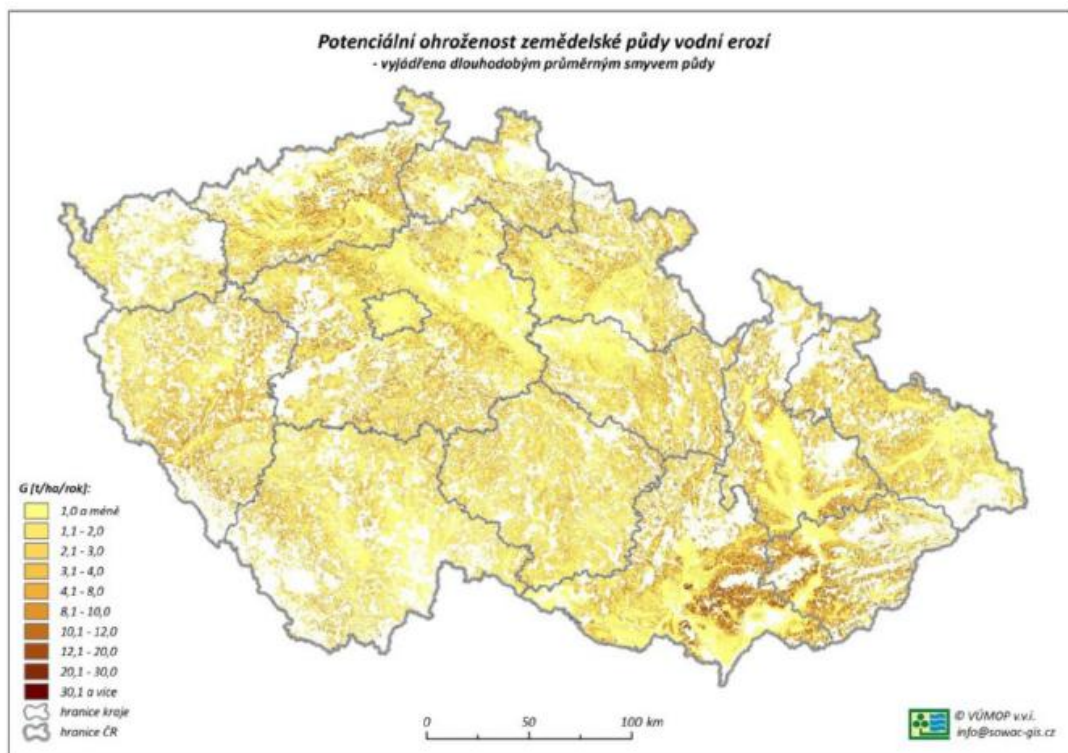 Potenciální ohroženost zemědelské půdy vodní erozí
- vyjádřena dlouhodobým průměrným smyvem půdy
G [t/ha/rok]:
1,0 a méně
1,1 - 2,0
2,1 - 3,0
3,1 - 4,0
4,1 - 8,0
8,1 - 10,0
10,1 - 12,0
12,1 - 20,0
20,1 - 30,0
30,1 a více
hranice kraje
hranice ČR
0 50 100 km
© VÚMOP v.v.i.
info@sowac-gis.cz